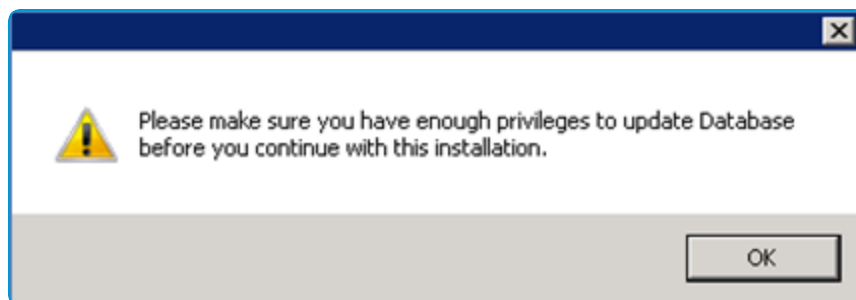 Please make sure you have enough privileges to update Database
before you continue with this installation.
OK